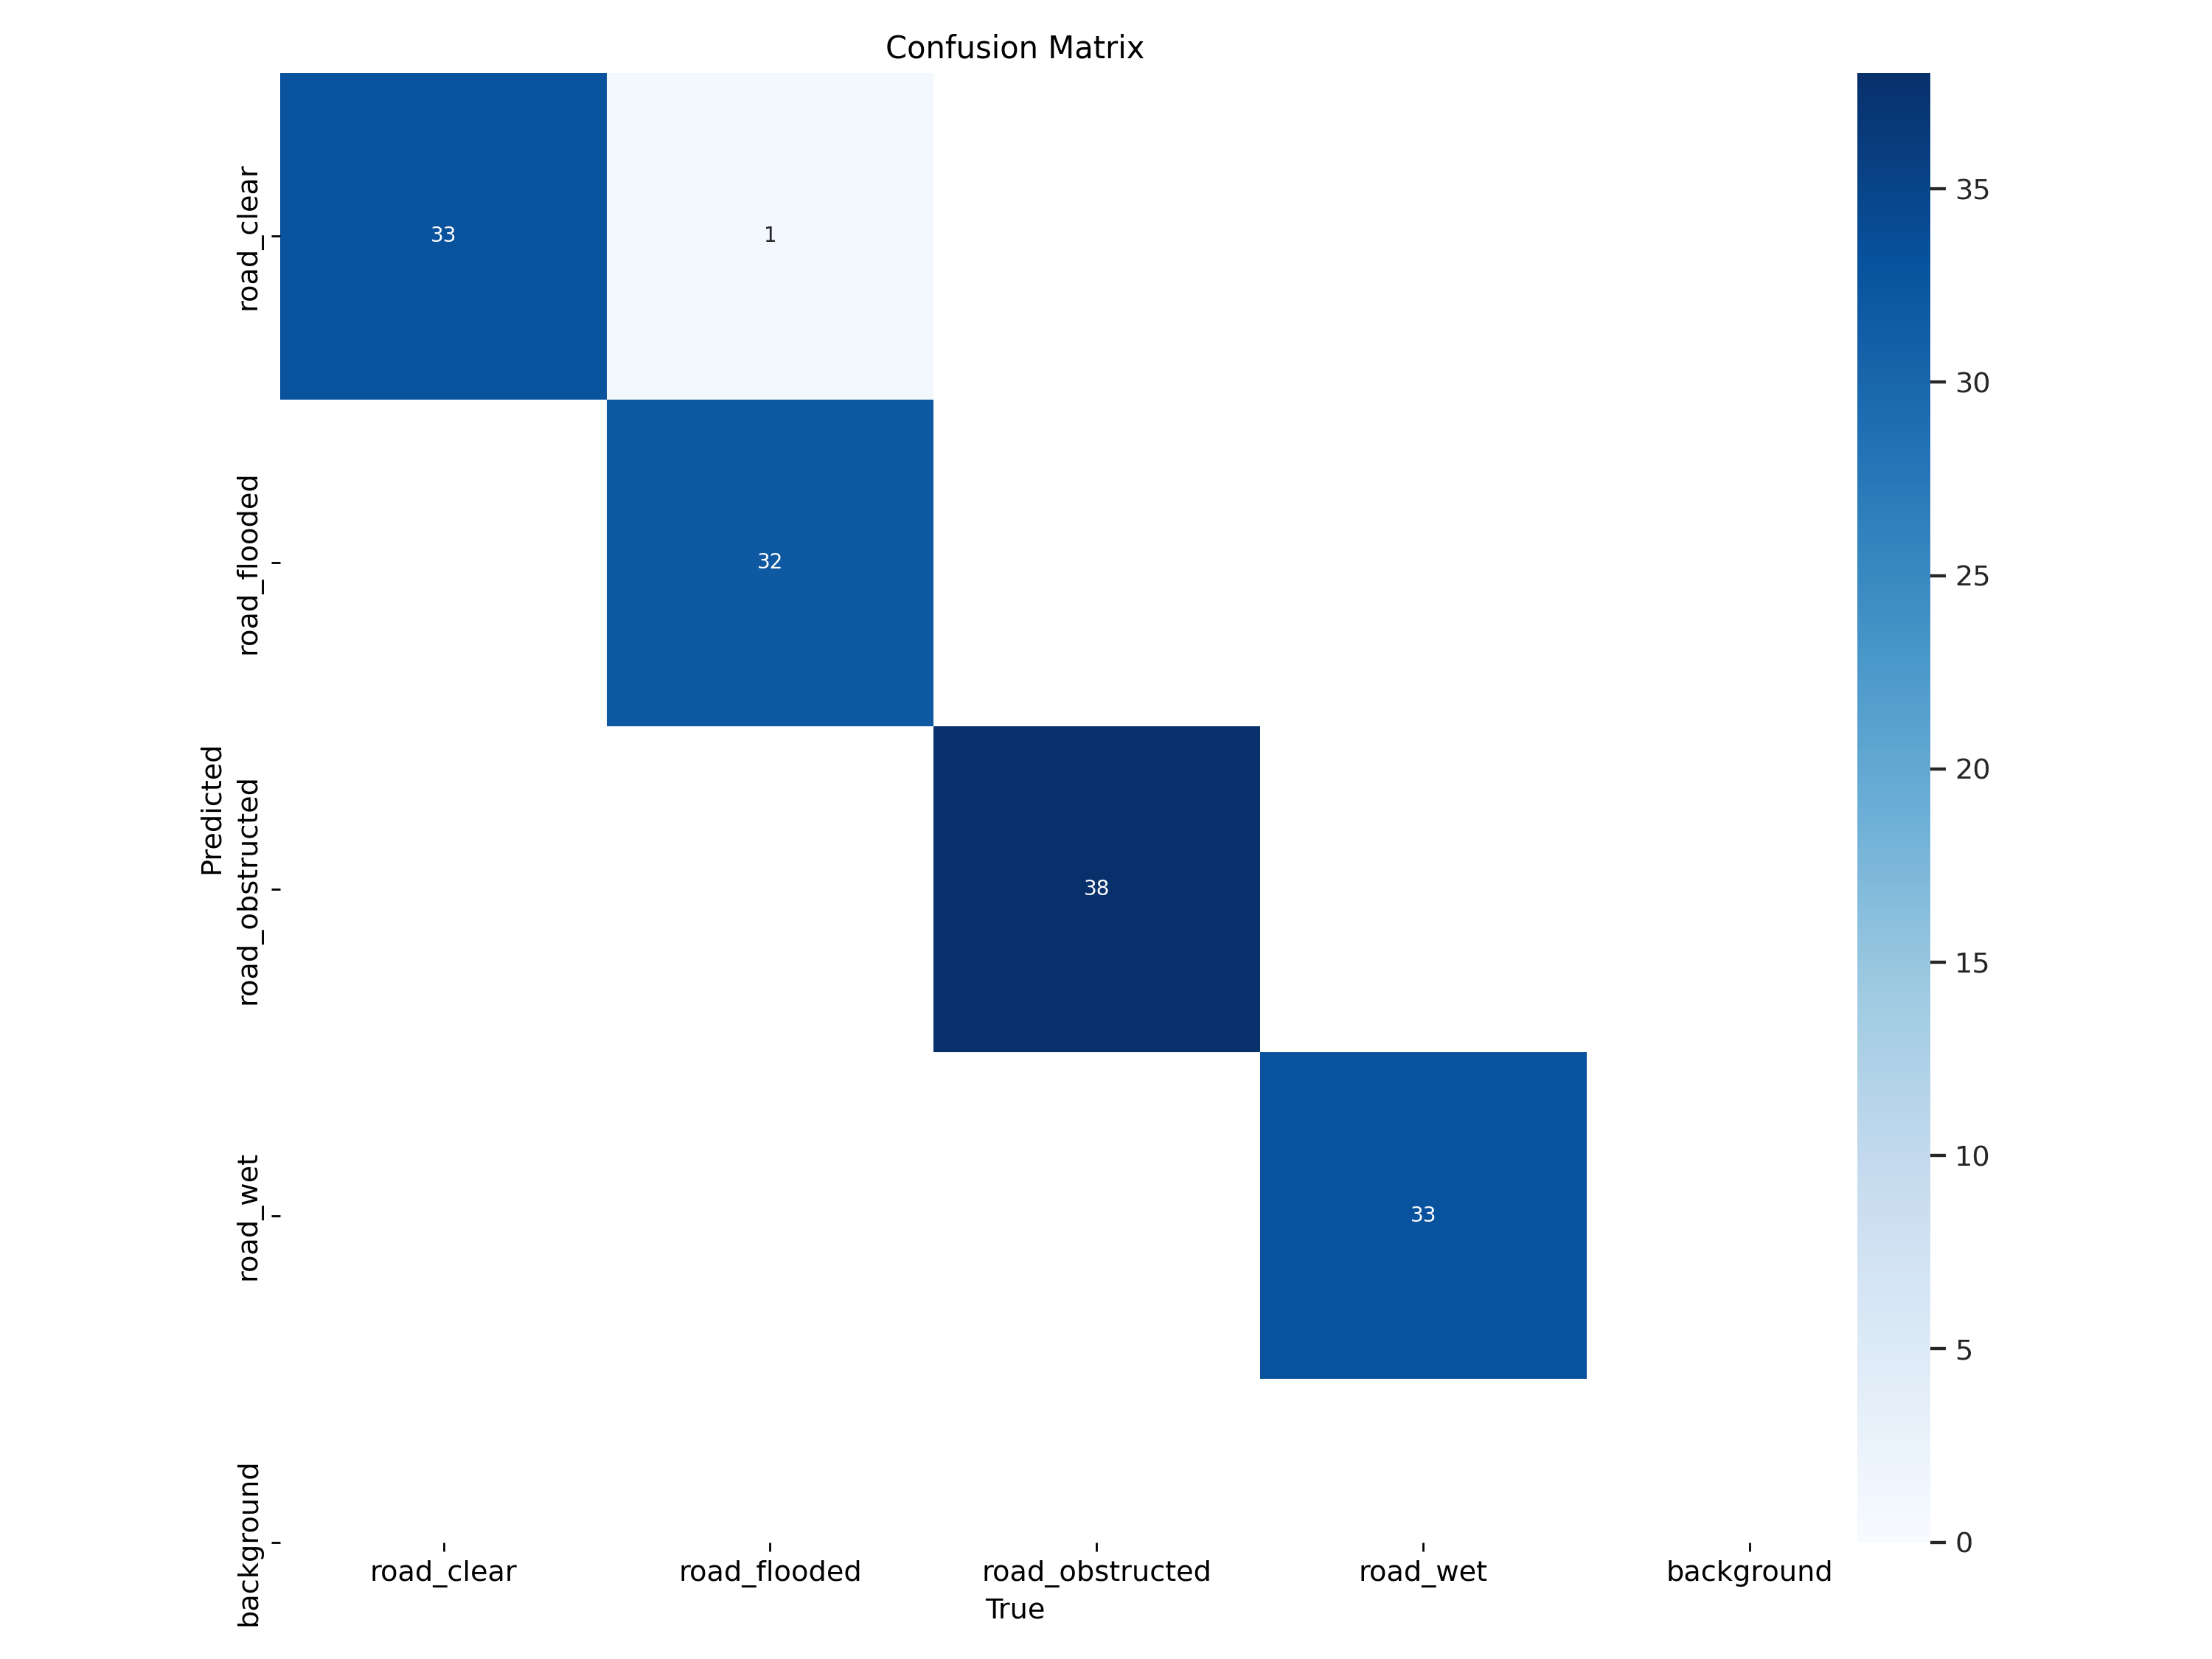 Confusion Matrix
road_clear
33
1
road_flooded
32
road_obstructed
38
road_wet
33
background
Predicted
road_clear
road_flooded
road_obstructed
road_wet
background
True
35
30
25
20
15
10
5
0